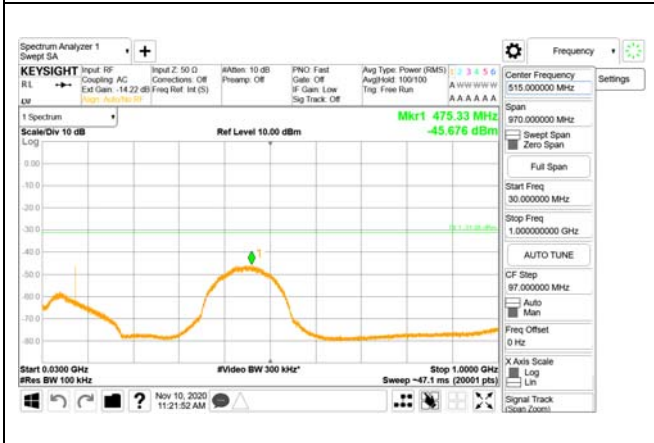 Spectrum Analyzer 1
Swept SA
+
Frequency
KEYSIGHT
Input: RF
Coupling: AC
Ext Gain: -14.22 dB
Align: Auto/No RF
Input Z: 50 Ω
Corrections: Off
Freq Ref: Int (S)
#Atten: 10 dB
Preamp: Off
PNO: Fast
Gate: Off
IF Gain: Low
Sig Track: Off
Avg Type: Power (RMS)
Avg|Hold: 100/100
Trig: Free Run
1 2 3 4 5 6
A W W W W W
A A A A A A
RL
Center Frequency
515.000000 MHz
Settings
1 Spectrum
Scale/Div 10 dB
Log
Ref Level 10.00 dBm
Mkr1 475.33 MHz
-45.676 dBm
Span
970.000000 MHz
Swept Span
Zero Span
Full Span
Start Freq
30.000000 MHz
Stop Freq
1.000000000 GHz
AUTO TUNE
CF Step
97.000000 MHz
Auto
Man
Freq Offset
0 Hz
X Axis Scale
Log
Lin
Signal Track
(Span Zoom)
0.00
-10.0
-20.0
-30.0
-40.0
-50.0
-60.0
-70.0
-80.0
1
Start 0.0300 GHz
#Res BW 100 kHz
#Video BW 300 kHz*
Stop 1.0000 GHz
Sweep ~47.1 ms (20001 pts)
?
Nov 10, 2020
11:21:52 AM